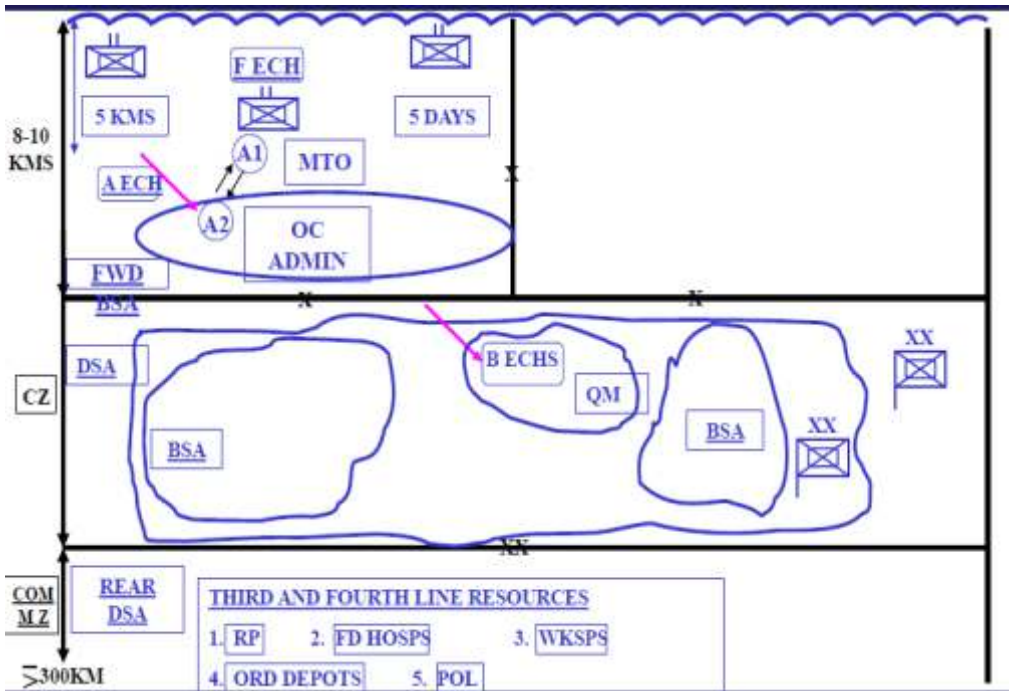 F ECH
5 KMS
5 DAYS
8-10
KMS
A1
MTO
X
A ECH
A2
OC
ADMIN
FWD
BSA
X
X
DSA
B ECHS
XX
CZ
QM
BSA
BSA
XX
XX
COM
M Z
REAR
DSA
THIRD AND FOURTH LINE RESOURCES
1. RP 2. FD HOSPS 3. WKSPS
≥300KM
4. ORD DEPOTS 5. POL